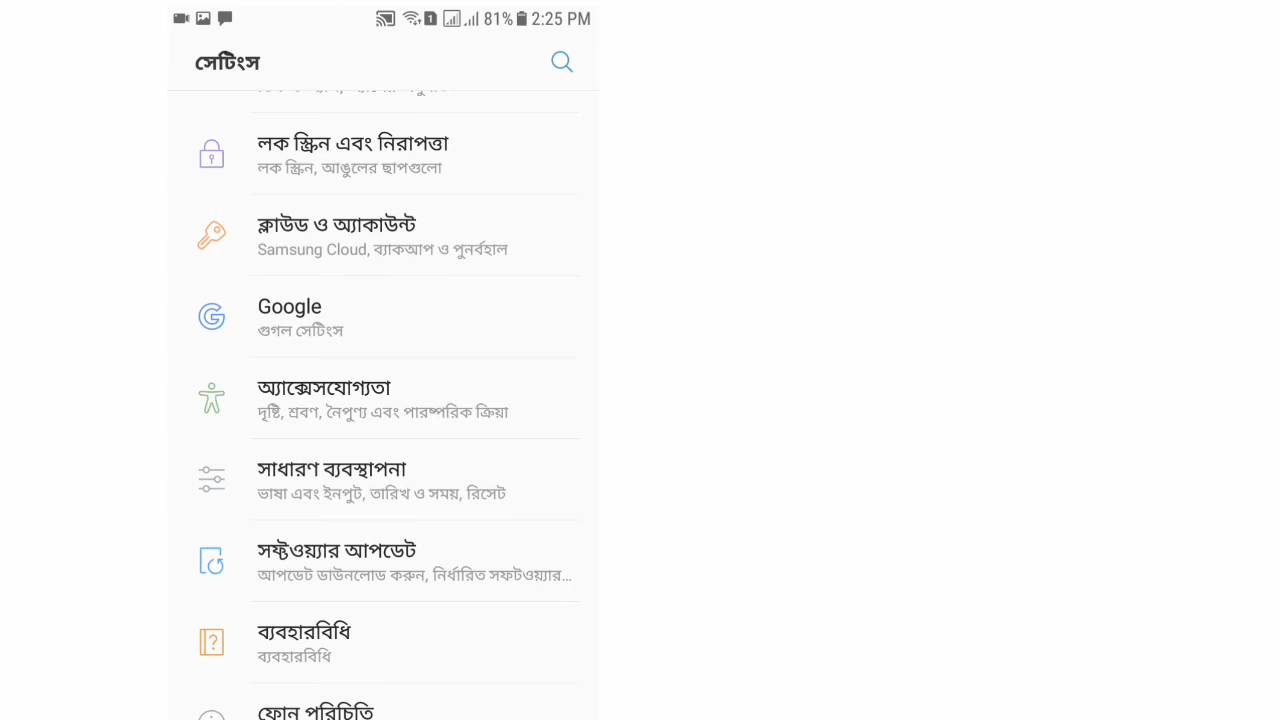 81% 2:25 PM
সেটিংস
লক স্ক্রিন এবং নিরাপত্তা
লক স্ক্রিন, আঙুলের ছাপগুলো
ক্লাউড ও অ্যাকাউন্ট
Samsung Cloud, ব্যাকআপ ও পুনর্বহাল
Google
গুগল সেটিংস
অ্যাক্সেসযোগ্যতা
দৃষ্টি, শ্রবণ, নৈপুণ্য এবং পারষ্পরিক ক্রিয়া
সাধারণ ব্যবস্থাপনা
ভাষা এবং ইনপুট, তারিখ ও সময়, রিসেট
সফ্টওয়্যার আপডেট
আপডেট ডাউনলোড করুন, নির্ধারিত সফটওয়্যার...
ব্যবহারবিধি
ব্যবহারবিধি
ফোন পরিচিতি